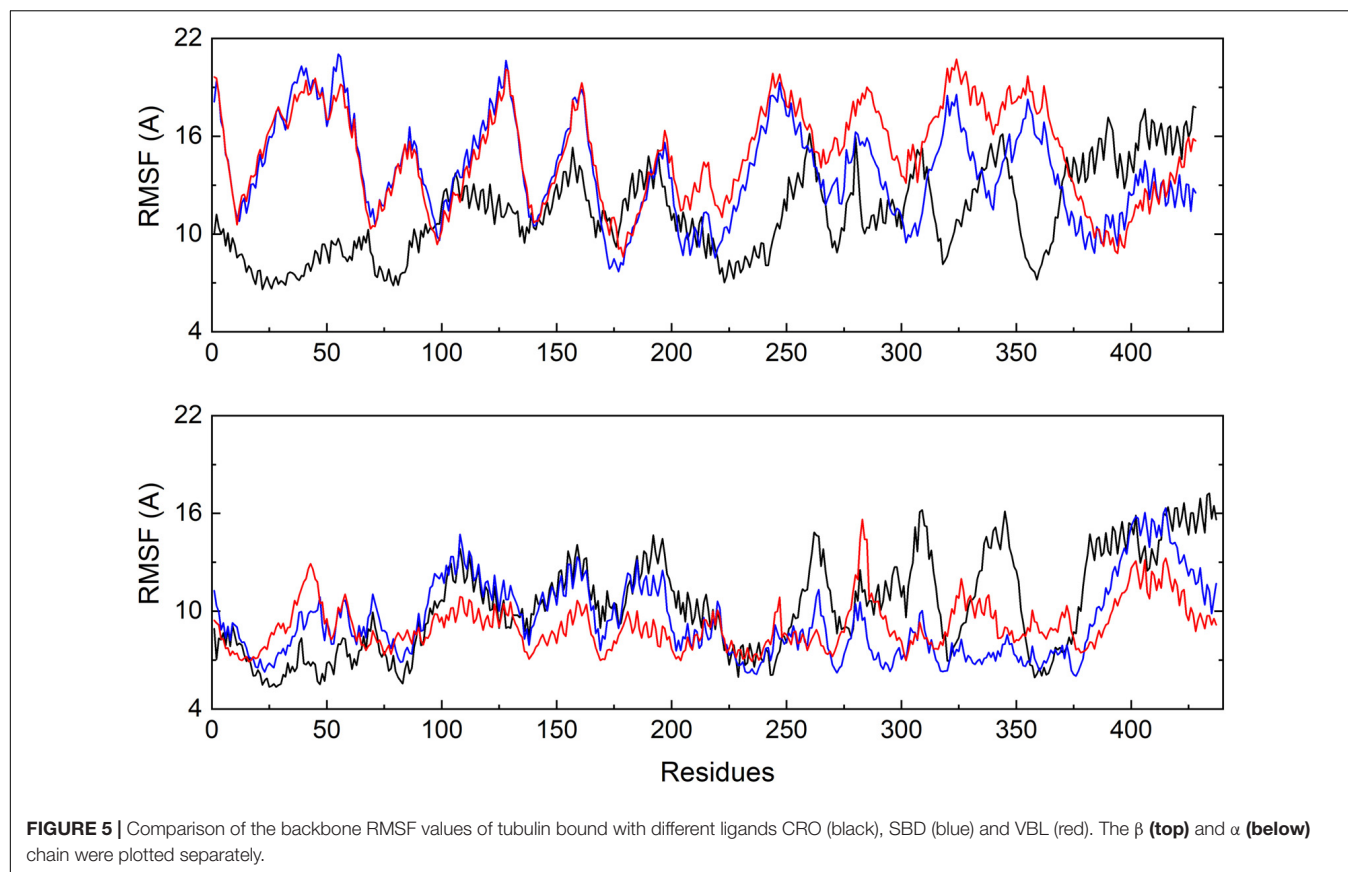 22
16
10
4
RMSF (A)
0 50 100 150 200 250 300 350 400
22
16
10
4
RMSF (A)
0 50 100 150 200 250 300 350 400
Residues
FIGURE 5 | Comparison of the backbone RMSF values of tubulin bound with different ligands CRO (black), SBD (blue) and VBL (red). The β (top) and α (below)
chain were plotted separately.